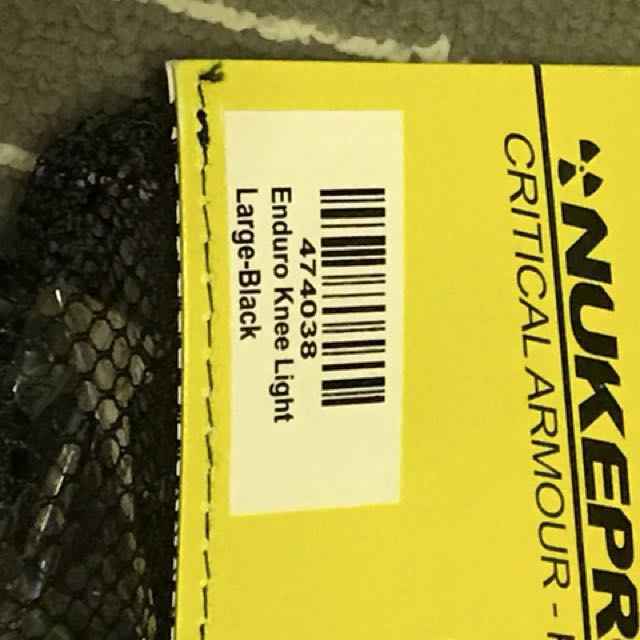 NUKEPR
CRITICAL ARMOUR -
474038
Enduro Knee Light
Large-Black